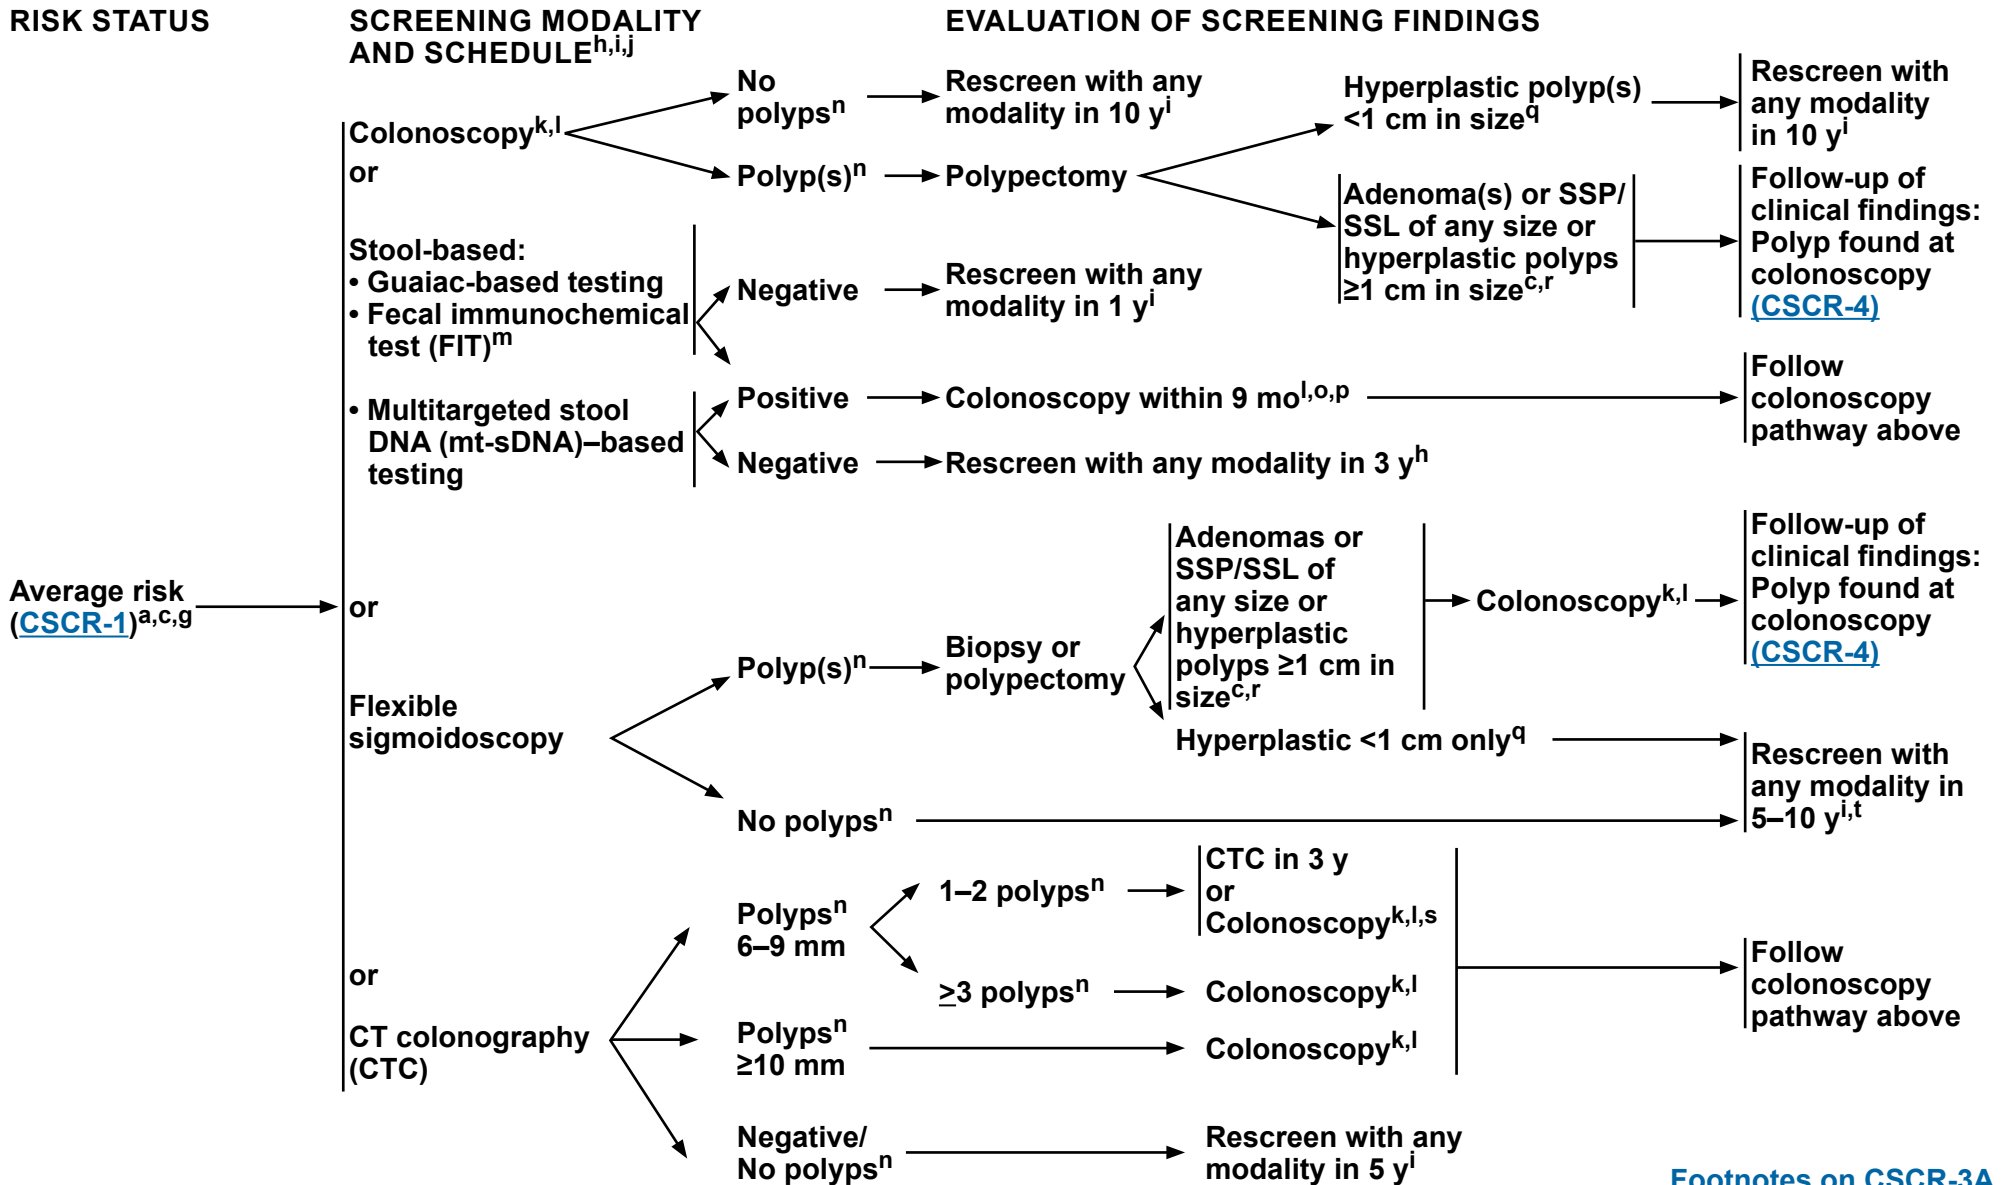 RISK STATUS
SCREENING MODALITY
AND SCHEDULEh,i,j
EVALUATION OF SCREENING FINDINGS
Colonoscopyk,l
or
No
polypsn
Rescreen with any
modality in 10 yi
Polyp(s)n
Polypectomy
Hyperplastic polyp(s)
<1 cm in sizeq
Rescreen with
any modality
in 10 yi
Adenoma(s) or SSP/
SSL of any size or
hyperplastic polyps
≥1 cm in sizec,r
Follow-up of
clinical findings:
Polyp found at
colonoscopy
(CSCR-4)
Stool-based:
• Guaiac-based testing
• Fecal immunochemical
test (FIT)m
Negative
Rescreen with any
modality in 1 yi
• Multitargeted stool
DNA (mt-sDNA)–based
testing
Positive
Colonoscopy within 9 mol,o,p
Follow
colonoscopy
pathway above
Negative
Rescreen with any modality in 3 yh
Average risk
(CSCR-1)a,c,g
or
Flexible
sigmoidoscopy
Polyp(s)n
Biopsy or
polypectomy
Adenomas or
SSP/SSL of
any size or
hyperplastic
polyps ≥1 cm in
sizec,r
Colonoscopyk,l
Follow-up of
clinical findings:
Polyp found at
colonoscopy
(CSCR-4)
Hyperplastic <1 cm onlyq
No polypsn
Rescreen with
any modality in
5–10 yi,t
or
CT colonography
(CTC)
Polypsn
6–9 mm
1–2 polypsn
CTC in 3 y
or
Colonoscopyk,l,s
≥3 polypsn
Colonoscopyk,l
Polypsn
≥10 mm
Colonoscopyk,l
Follow
colonoscopy
pathway above
Negative/
No polypsn
Rescreen with any
modality in 5 yi
Footnotes on CSCR-3A